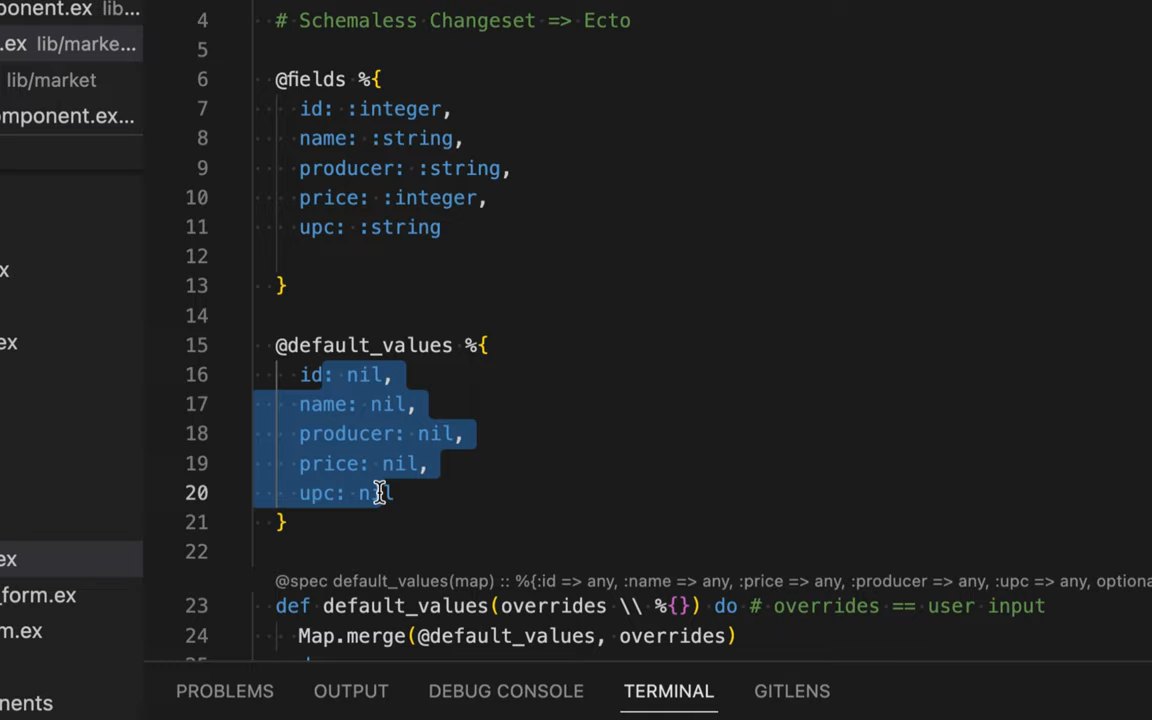 ponent.ex lib...
.ex lib/marke...
lib/market
omponent.ex...
x
ex
ex
_form.ex
m.ex
nents
4 # Schemaless Changeset => Ecto
5
6 @fields %{
7 id: :integer,
8 name: :string,
9 producer: :string,
10 price: :integer,
11 upc: :string
12
13 }
14
15 @default_values %{
16 id: nil,
17 name: nil,
18 producer: nil,
19 price: nil,
20 upc: nil
21 }
22
@spec default_values(map) :: %{:id => any, :name => any, :price => any, :producer => any, :upc => any, optiona
23 def default_values(overrides \\ %{}) do # overrides == user input
24 Map.merge(@default_values, overrides)
PROBLEMS OUTPUT DEBUG CONSOLE TERMINAL GITLENS